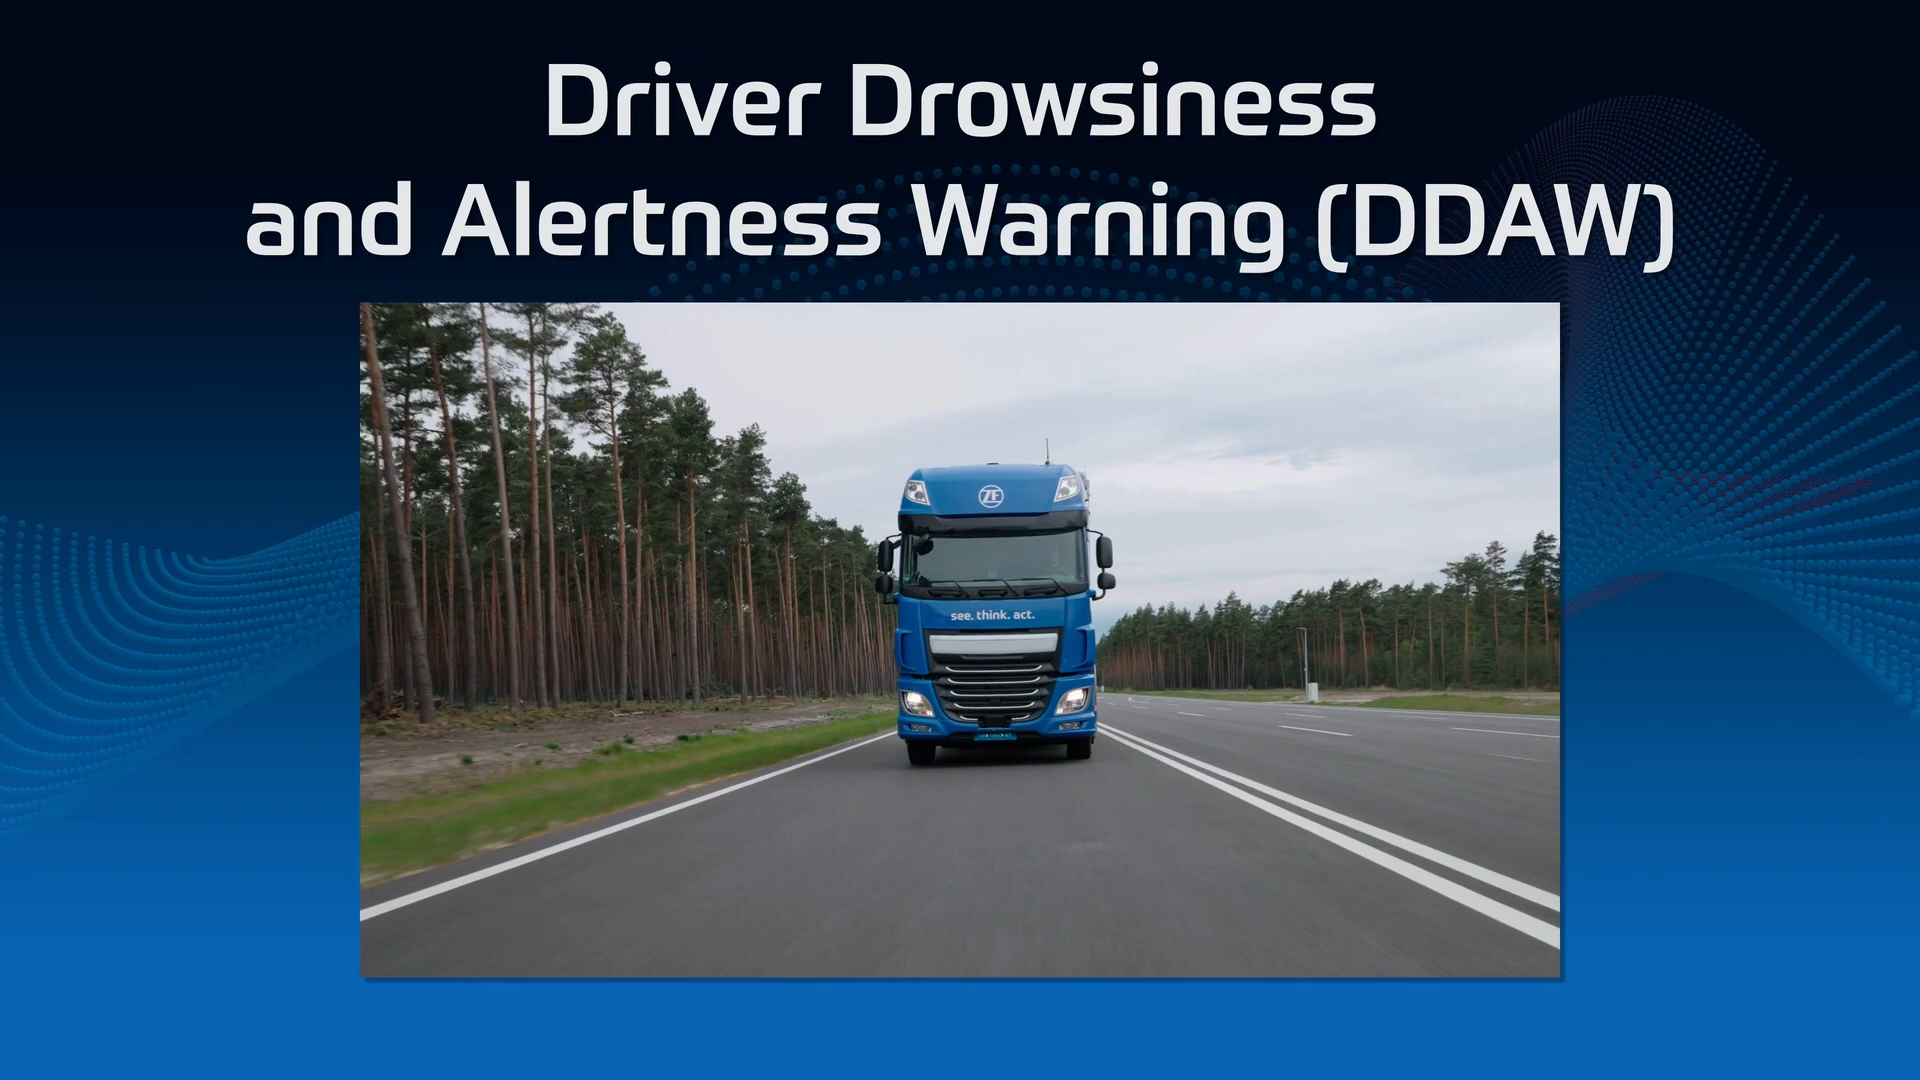 Driver Drowsiness
and Alertness Warning (DDAW)
ZF
see. think. act.